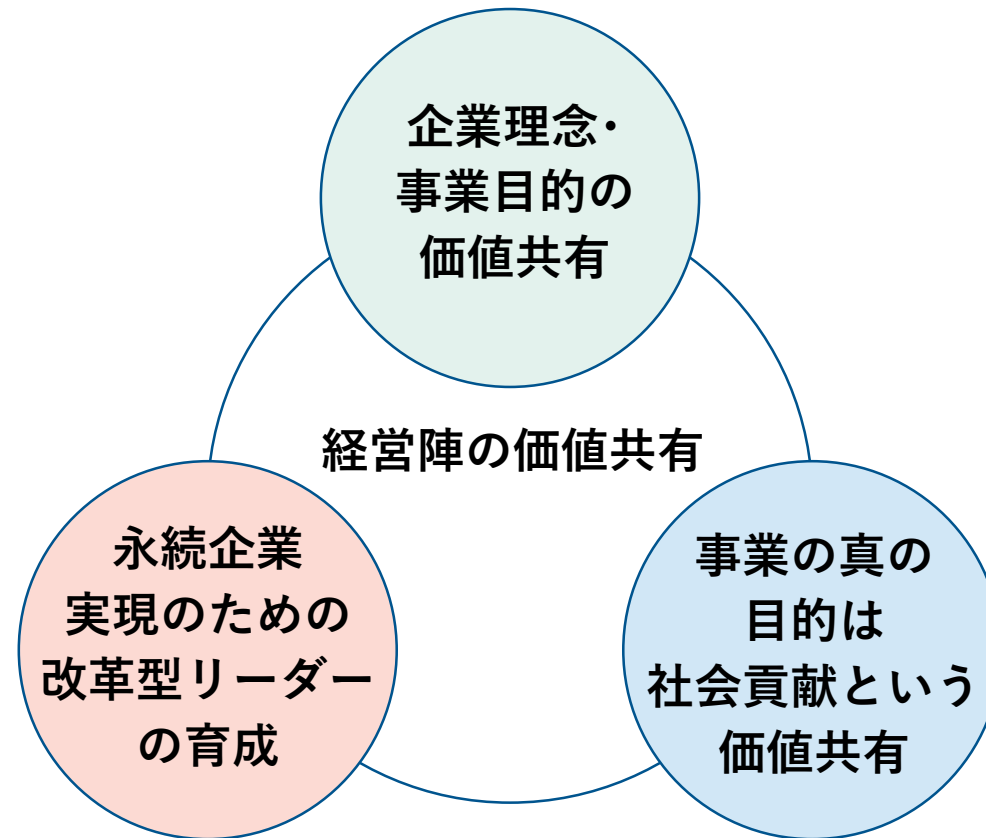 企業理念・
事業目的の
価値共有
経営陣の価値共有
永続企業
実現のための
改革型リーダー
の育成
事業の真の
目的は
社会貢献という
価値共有